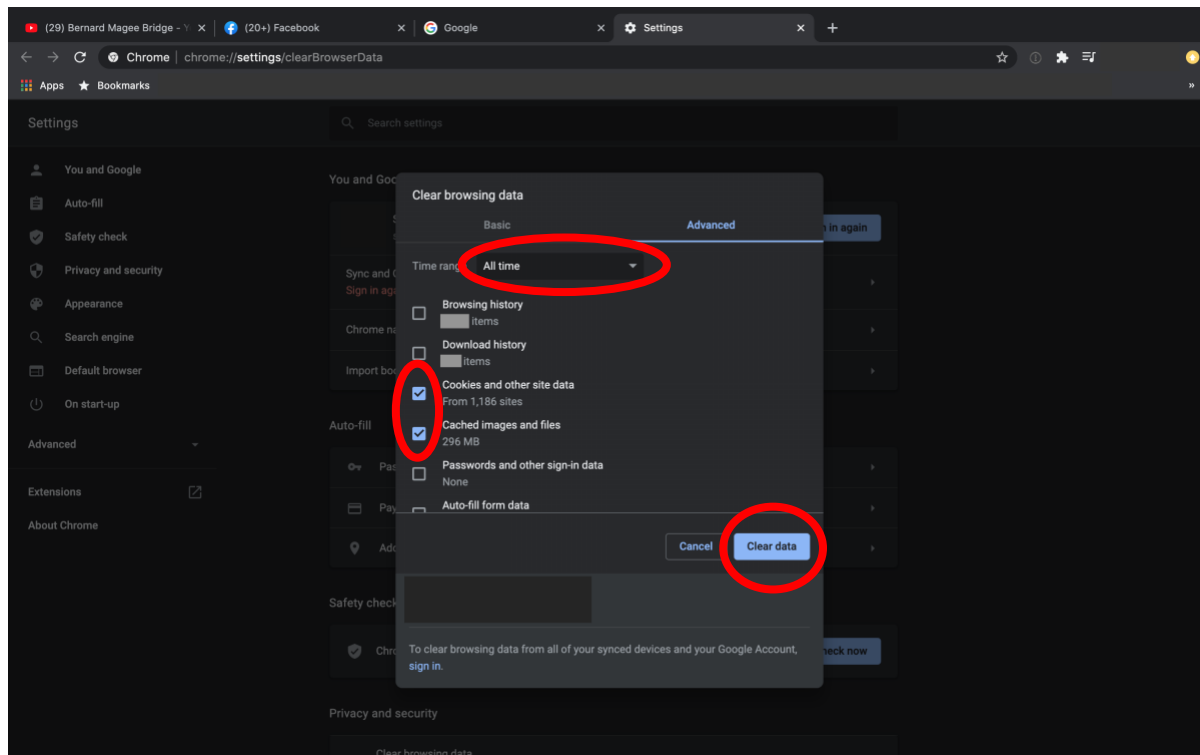 (29) Bernard Magee Bridge - Y
(20+) Facebook
Google
Settings
Chrome | chrome://settings/clearBrowserData
Apps
Bookmarks
»
Settings
Search settings
You and Google
Auto-fill
Safety check
Privacy and security
Appearance
Search engine
Default browser
On start-up
Advanced
Extensions
About Chrome
You and Goo
n in again
Sync and G
Sign in aga
Chrome na
Import boo
Auto-fill
Pas
Pay
Add
Safety check
Chro
heck now
Privacy and security
Clear browsing data
Clear browsing data
Basic
Advanced
Time rang
All time
Browsing history
items
Download history
items
Cookies and other site data
From 1,186 sites
Cached images and files
296 MB
Passwords and other sign-in data
None
Auto-fill form data
Cancel
Clear data
To clear browsing data from all of your synced devices and your Google Account,
sign in.